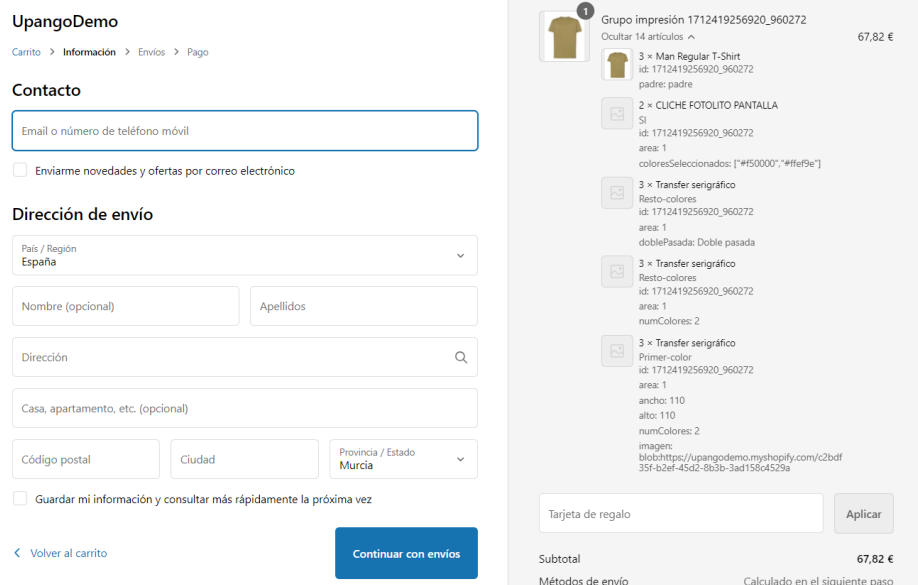 UpangoDemo
Carrito > Información > Envíos > Pago
Contacto
Email o número de teléfono móvil
Enviarme novedades y ofertas por correo electrónico
Dirección de envío
País / Región
España
Nombre (opcional)
Apellidos
Dirección
Casa, apartamento, etc. (opcional)
Código postal
Ciudad
Provincia / Estado
Murcia
Guardar mi información y consultar más rápidamente la próxima vez
Volver al carrito
Continuar con envíos
1
Grupo impresión 1712419256920_960272
Ocultar 14 artículos
67,82 €
3 × Man Regular T-Shirt
id: 1712419256920_960272
padre: padre
2 × CLICHE FOTOLITO PANTALLA
SI
id: 1712419256920_960272
area: 1
coloresSeleccionados: ["#f50000","#ffef9e"]
3 × Transfer serigráfico
Resto-colores
id: 1712419256920_960272
area: 1
doblePasada: Doble pasada
3 × Transfer serigráfico
Resto-colores
id: 1712419256920_960272
area: 1
numColores: 2
3 × Transfer serigráfico
Primer-color
id: 1712419256920_960272
area: 1
ancho: 110
alto: 110
numColores: 2
imagen:
blob:https://upangodemo.myshopify.com/c2bdf
35f-b2ef-45d2-8b3b-3ad158c4529a
Tarjeta de regalo
Aplicar
Subtotal
67,82 €
Métodos de envío
Calculado en el siguiente paso